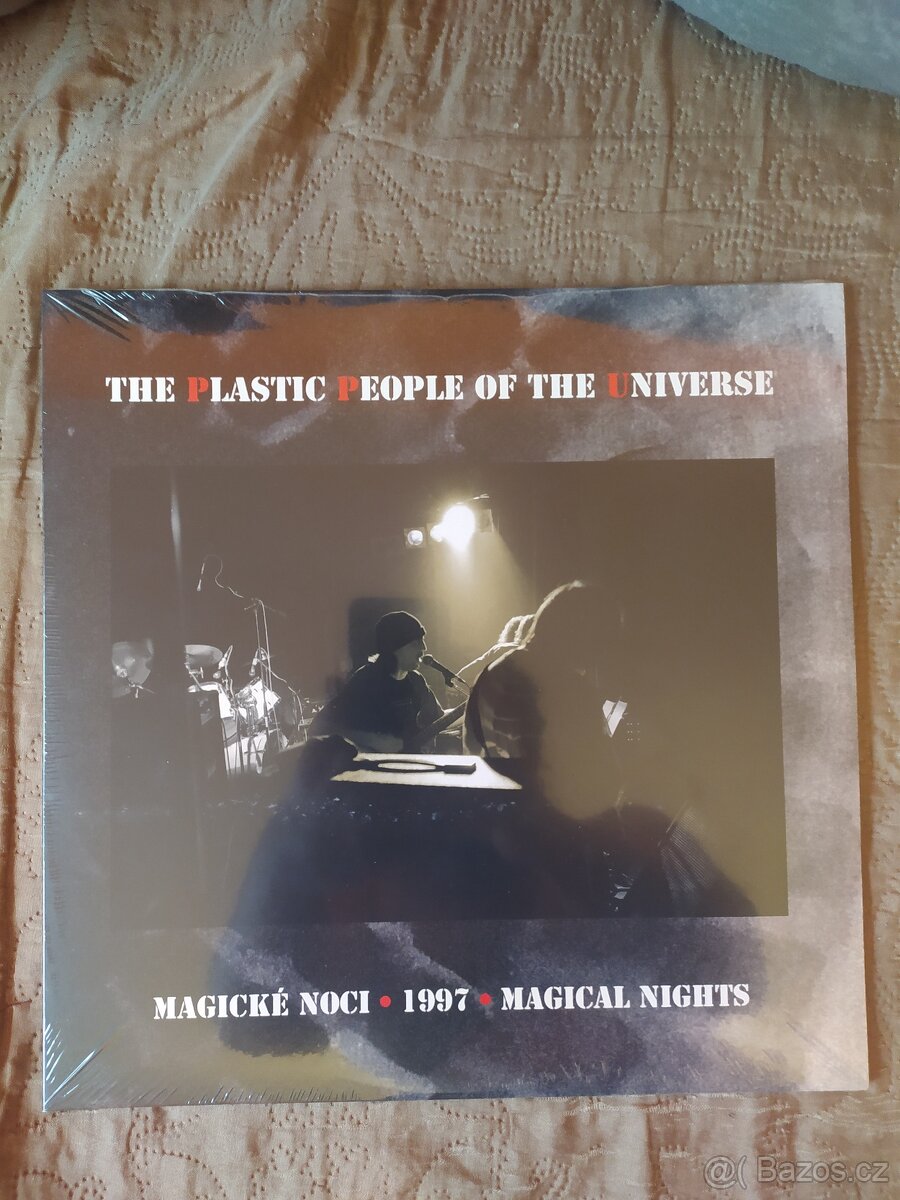 THE PLASTIC PEOPLE OF THE UNIVERSE
MAGICKÉ NOCI • 1997 • MAGICAL NIGHTS
@( Bazos.cz